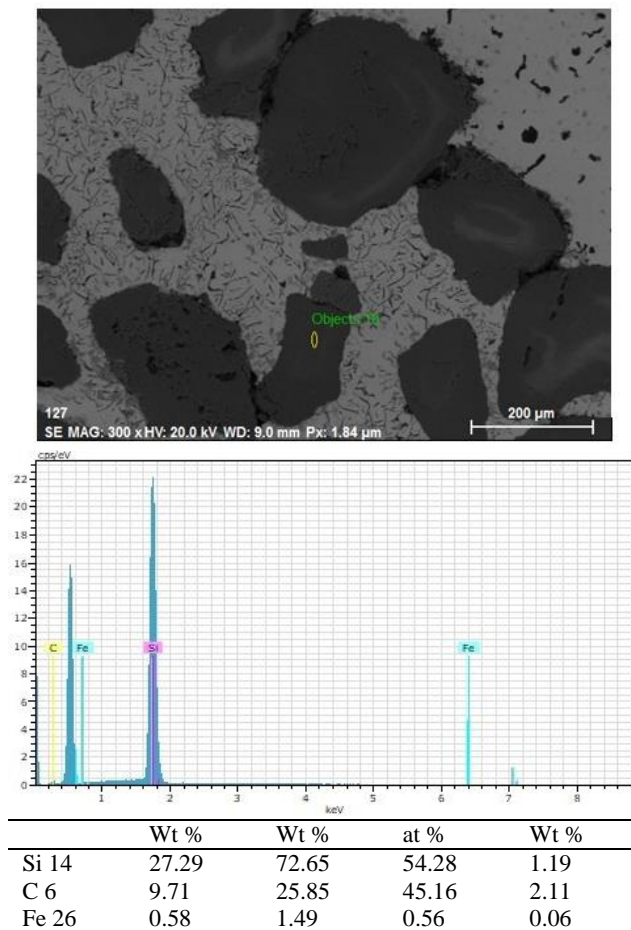 Objects
127
200 µm
SE MAG: 300 x HV: 20.0 kV WD: 9.0 mm Px: 1.84 µm
cps/eV
22
20
18
16
14
12
10
8
6
4
2
0
C Fe Si Fe
1 2 3 4 5 6 7 8
keV
Wt % Wt % at % Wt %
Si 14 27.29 72.65 54.28 1.19
C 6 9.71 25.85 45.16 2.11
Fe 26 0.58 1.49 0.56 0.06